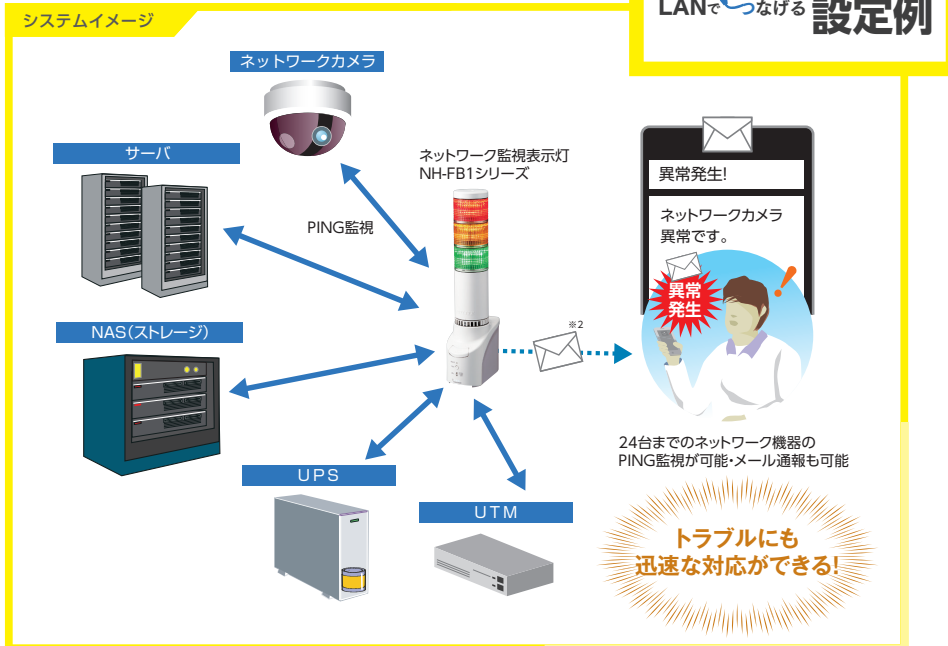 システムイメージ
LANでつなげる 設定例
ネットワークカメラ
サーバ
ネットワーク監視表示灯
NH-FB1シリーズ
PING監視
異常発生!
ネットワークカメラ
異常です。
異常
発生
!
NAS(ストレージ)
※2
24台までのネットワーク機器の
PING監視が可能・メール通報も可能
UPS
UTM
トラブルにも
迅速な対応ができる!